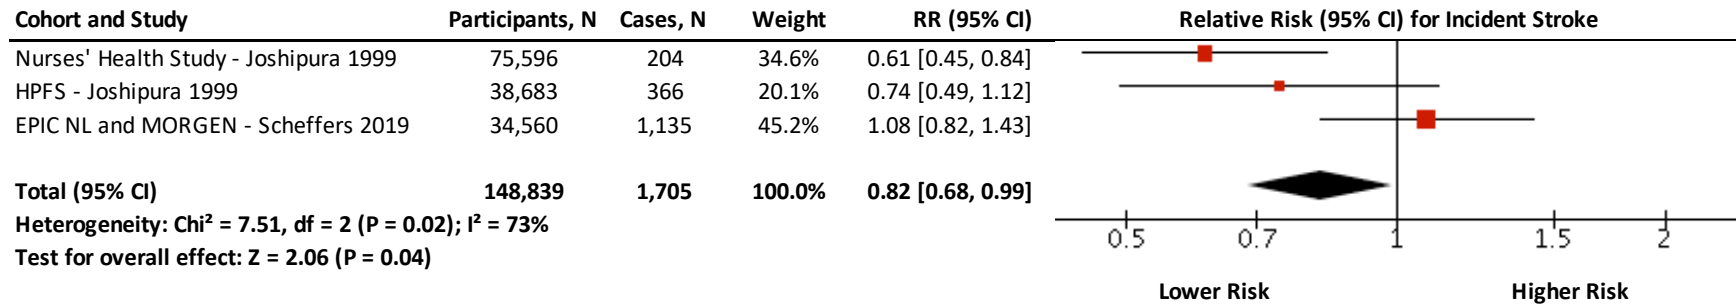 Cohort and Study Participants, N Cases, N Weight RR (95% CI) Relative Risk (95% CI) for Incident Stroke
Nurses' Health Study - Joshipura 1999 75,596 204 34.6% 0.61 [0.45, 0.84]
HPFS - Joshipura 1999 38,683 366 20.1% 0.74 [0.49, 1.12]
EPIC NL and MORGEN - Scheffers 2019 34,560 1,135 45.2% 1.08 [0.82, 1.43]
Total (95% CI) 148,839 1,705 100.0% 0.82 [0.68, 0.99]
Heterogeneity: Chi² = 7.51, df = 2 (P = 0.02); I² = 73%
0.5 0.7 1 1.5 2
Test for overall effect: Z = 2.06 (P = 0.04)
Lower Risk Higher Risk